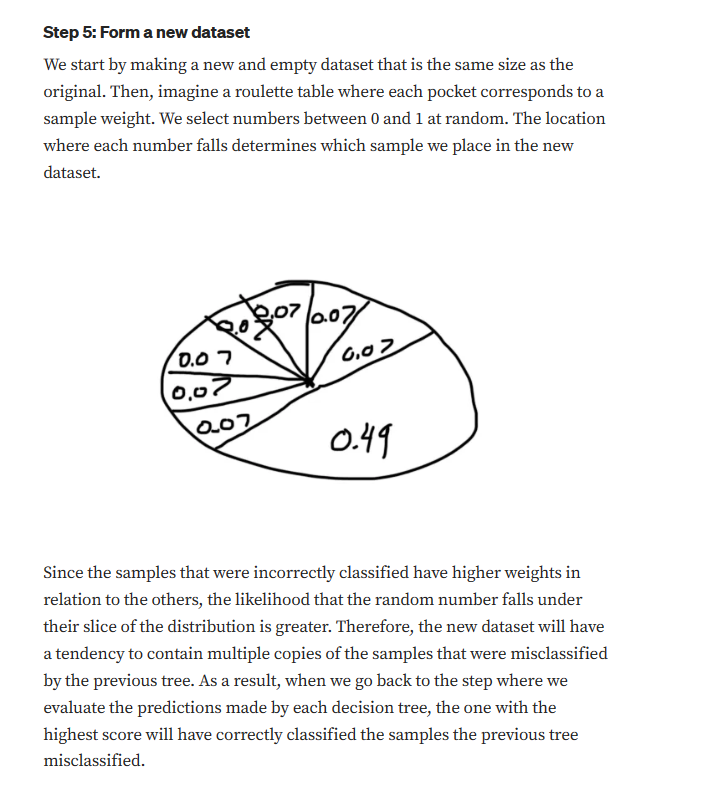 Step 5: Form a new dataset
We start by making a new and empty dataset that is the same size as the
original. Then, imagine a roulette table where each pocket corresponds to a
sample weight. We select numbers between 0 and 1 at random. The location
where each number falls determines which sample we place in the new
dataset.
0.07
0.07
0.0
0.07
0.07
0.07
0.07
0.49
Since the samples that were incorrectly classified have higher weights in
relation to the others, the likelihood that the random number falls under
their slice of the distribution is greater. Therefore, the new dataset will have
a tendency to contain multiple copies of the samples that were misclassified
by the previous tree. As a result, when we go back to the step where we
evaluate the predictions made by each decision tree, the one with the
highest score will have correctly classified the samples the previous tree
misclassified.